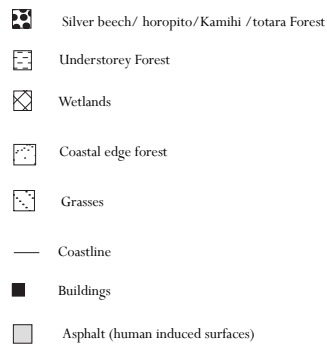 Silver beech/ horopito/Kamihi /totara Forest
Understorey Forest
Wetlands
Coastal edge forest
Grasses
Coastline
Buildings
Asphalt (human induced surfaces)